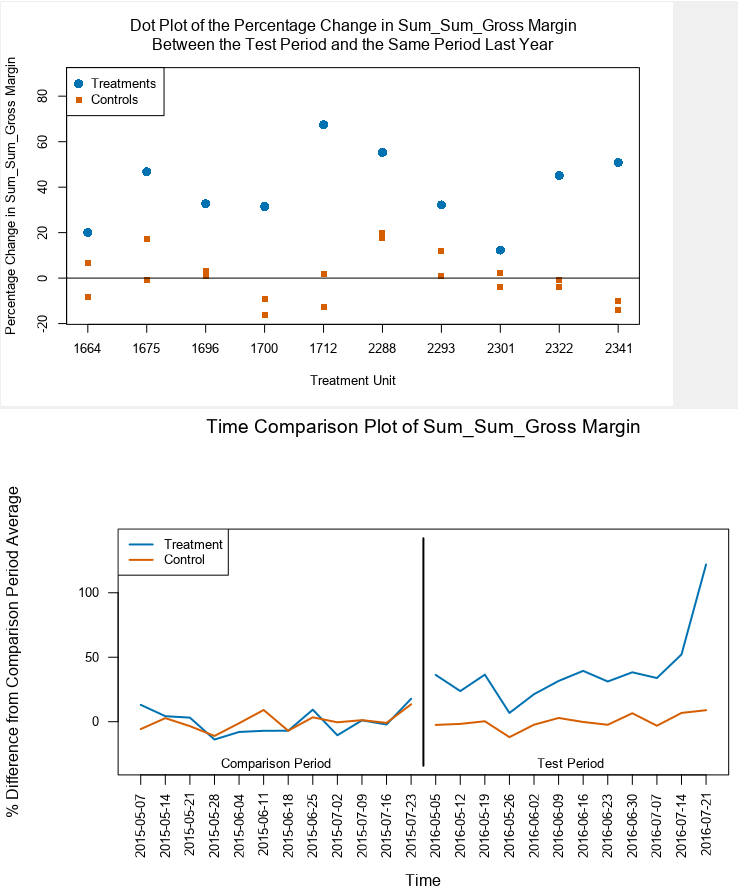 Dot Plot of the Percentage Change in Sum_Sum_Gross Margin
Between the Test Period and the Same Period Last Year
Percentage Change in Sum_Sum_Gross Margin
Treatments
Controls
80
60
40
20
0
-20
1664 1675 1696 1700 1712 2288 2293 2301 2322 2341
Treatment Unit
Time Comparison Plot of Sum_Sum_Gross Margin
% Difference from Comparison Period Average
Treatment
Control
100
50
0
Comparison Period
Test Period
2015-05-07
2015-05-14
2015-05-21
2015-05-28
2015-06-04
2015-06-11
2015-06-18
2015-06-25
2015-07-02
2015-07-09
2015-07-16
2015-07-23
2016-05-05
2016-05-12
2016-05-19
2016-05-26
2016-06-02
2016-06-09
2016-06-16
2016-06-23
2016-06-30
2016-07-07
2016-07-14
2016-07-21
Time